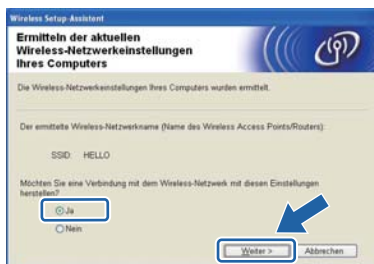 Wireless Setup-Assistent
Ermitteln der aktuellen
Wireless-Netzwerkeinstellungen
Ihres Computers
Die Wireless-Netzwerkeinstellungen Ihres Computers wurden ermittelt.
Der ermittelte Wireless-Netzwerkname (Name des Wireless Access Points/Routers):
SSID: HELLO
Möchten Sie eine Verbindung mit dem Wireless-Netzwerk mit diesen Einstellungen
herstellen?
Ja
Nein
Weiter > Abbrechen